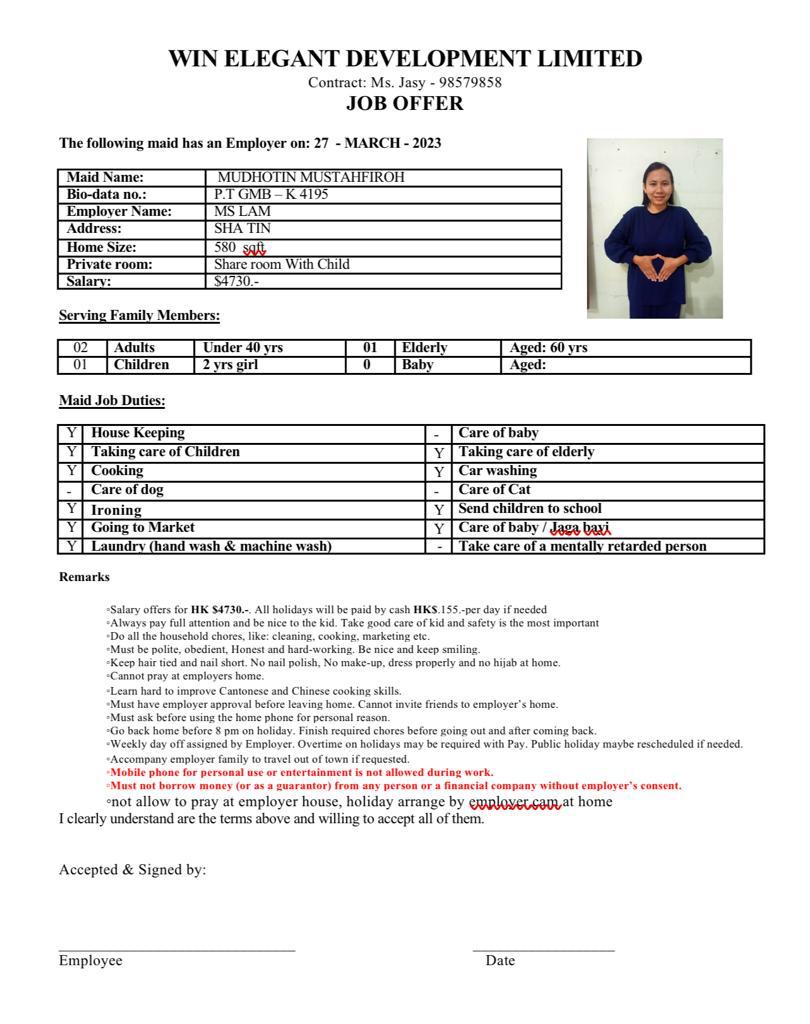 WIN ELEGANT DEVELOPMENT LIMITED
Contract: Ms. Jasy - 98579858
JOB OFFER
The following maid has an Employer on: 27 - MARCH - 2023
Maid Name: MUDHOTIN MUSTAHFIROH
Bio-data no.: P.T GMB – K 4195
Employer Name: MS LAM
Address: SHA TIN
Home Size: 580 sqft
Private room: Share room With Child
Salary: $4730.-
Serving Family Members:
02 Adults Under 40 yrs 01 Elderly Aged: 60 yrs
01 Children 2 yrs girl 0 Baby Aged:
Maid Job Duties:
Y House Keeping - Care of baby
Y Taking care of Children Y Taking care of elderly
Y Cooking Y Car washing
- Care of dog - Care of Cat
Y Ironing Y Send children to school
Y Going to Market Y Care of baby / Jaga bayi
Y Laundry (hand wash & machine wash) - Take care of a mentally retarded person
Remarks
◦Salary offers for HK $4730.-. All holidays will be paid by cash HK$.155.-per day if needed
◦Always pay full attention and be nice to the kid. Take good care of kid and safety is the most important
◦Do all the household chores, like: cleaning, cooking, marketing etc.
◦Must be polite, obedient, Honest and hard-working. Be nice and keep smiling.
◦Keep hair tied and nail short. No nail polish, No make-up, dress properly and no hijab at home.
◦Cannot pray at employers home.
◦Learn hard to improve Cantonese and Chinese cooking skills.
◦Must have employer approval before leaving home. Cannot invite friends to employer’s home.
◦Must ask before using the home phone for personal reason.
◦Go back home before 8 pm on holiday. Finish required chores before going out and after coming back.
◦Weekly day off assigned by Employer. Overtime on holidays may be required with Pay. Public holiday maybe rescheduled if needed.
◦Accompany employer family to travel out of town if requested.
◦Mobile phone for personal use or entertainment is not allowed during work.
◦Must not borrow money (or as a guarantor) from any person or a financial company without employer’s consent.
◦not allow to pray at employer house, holiday arrange by employer,cam at home
I clearly understand are the terms above and willing to accept all of them.
Accepted & Signed by:
Employee Date